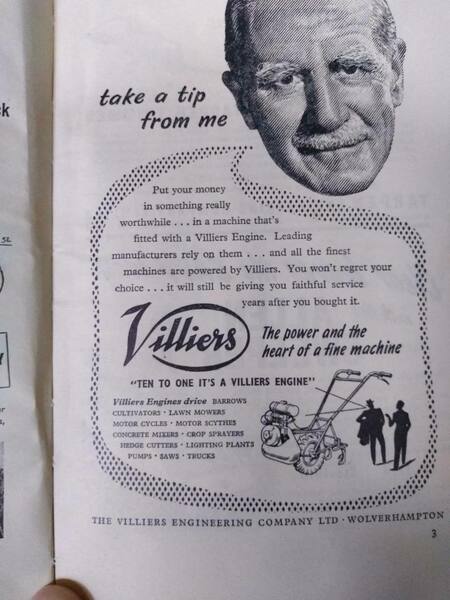 take a tip
from me
Put your money
in something really
worthwhile . . . in a machine that's
fitted with a Villiers Engine. Leading
manufacturers rely on them . . . and all the finest
machines are powered by Villiers. You won't regret your
choice . . . it will still be giving you faithful service
years after you bought it.
Villiers
The power and the
heart of a fine machine
"TEN TO ONE IT'S A VILLIERS ENGINE"
Villiers Engines drive BARROWS
CULTIVATORS · LAWN MOWERS
MOTOR CYCLES · MOTOR SCYTHES
CONCRETE MIXERS · CROP SPRAYERS
HEDGE CUTTERS · LIGHTING PLANTS
PUMPS · SAWS · TRUCKS
THE VILLIERS ENGINEERING COMPANY LTD · WOLVERHAMPTON
3